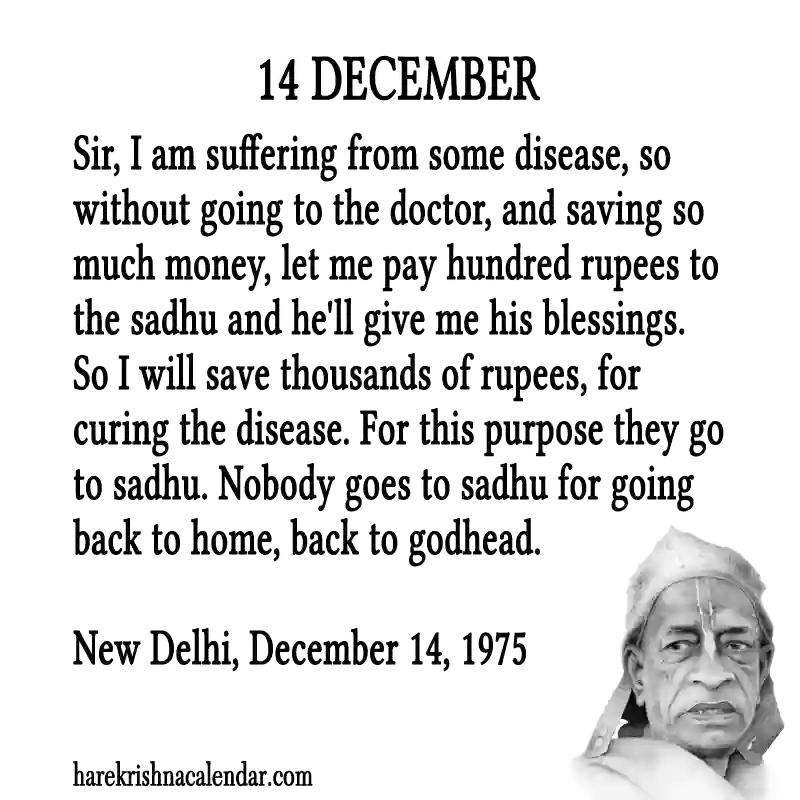 14 DECEMBER
Sir, I am suffering from some disease, so
without going to the doctor, and saving so
much money, let me pay hundred rupees to
the sadhu and he'll give me his blessings.
So I will save thousands of rupees, for
curing the disease. For this purpose they go
to sadhu. Nobody goes to sadhu for going
back to home, back to godhead.
New Delhi, December 14, 1975
harekrishnacalendar.com